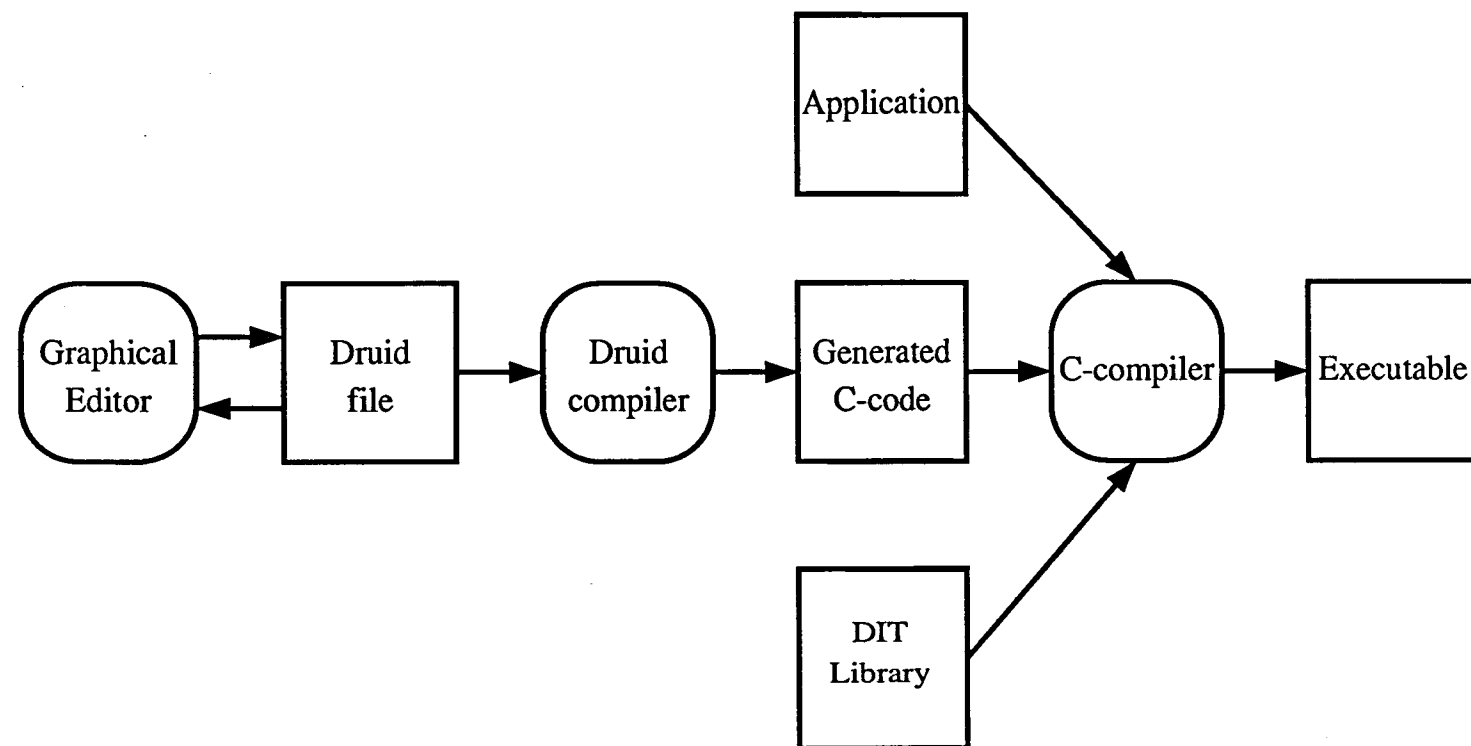 Application
Graphical
Editor
Druid
file
Druid
compiler
Generated
C-code
C-compiler
Executable
DIT
Library